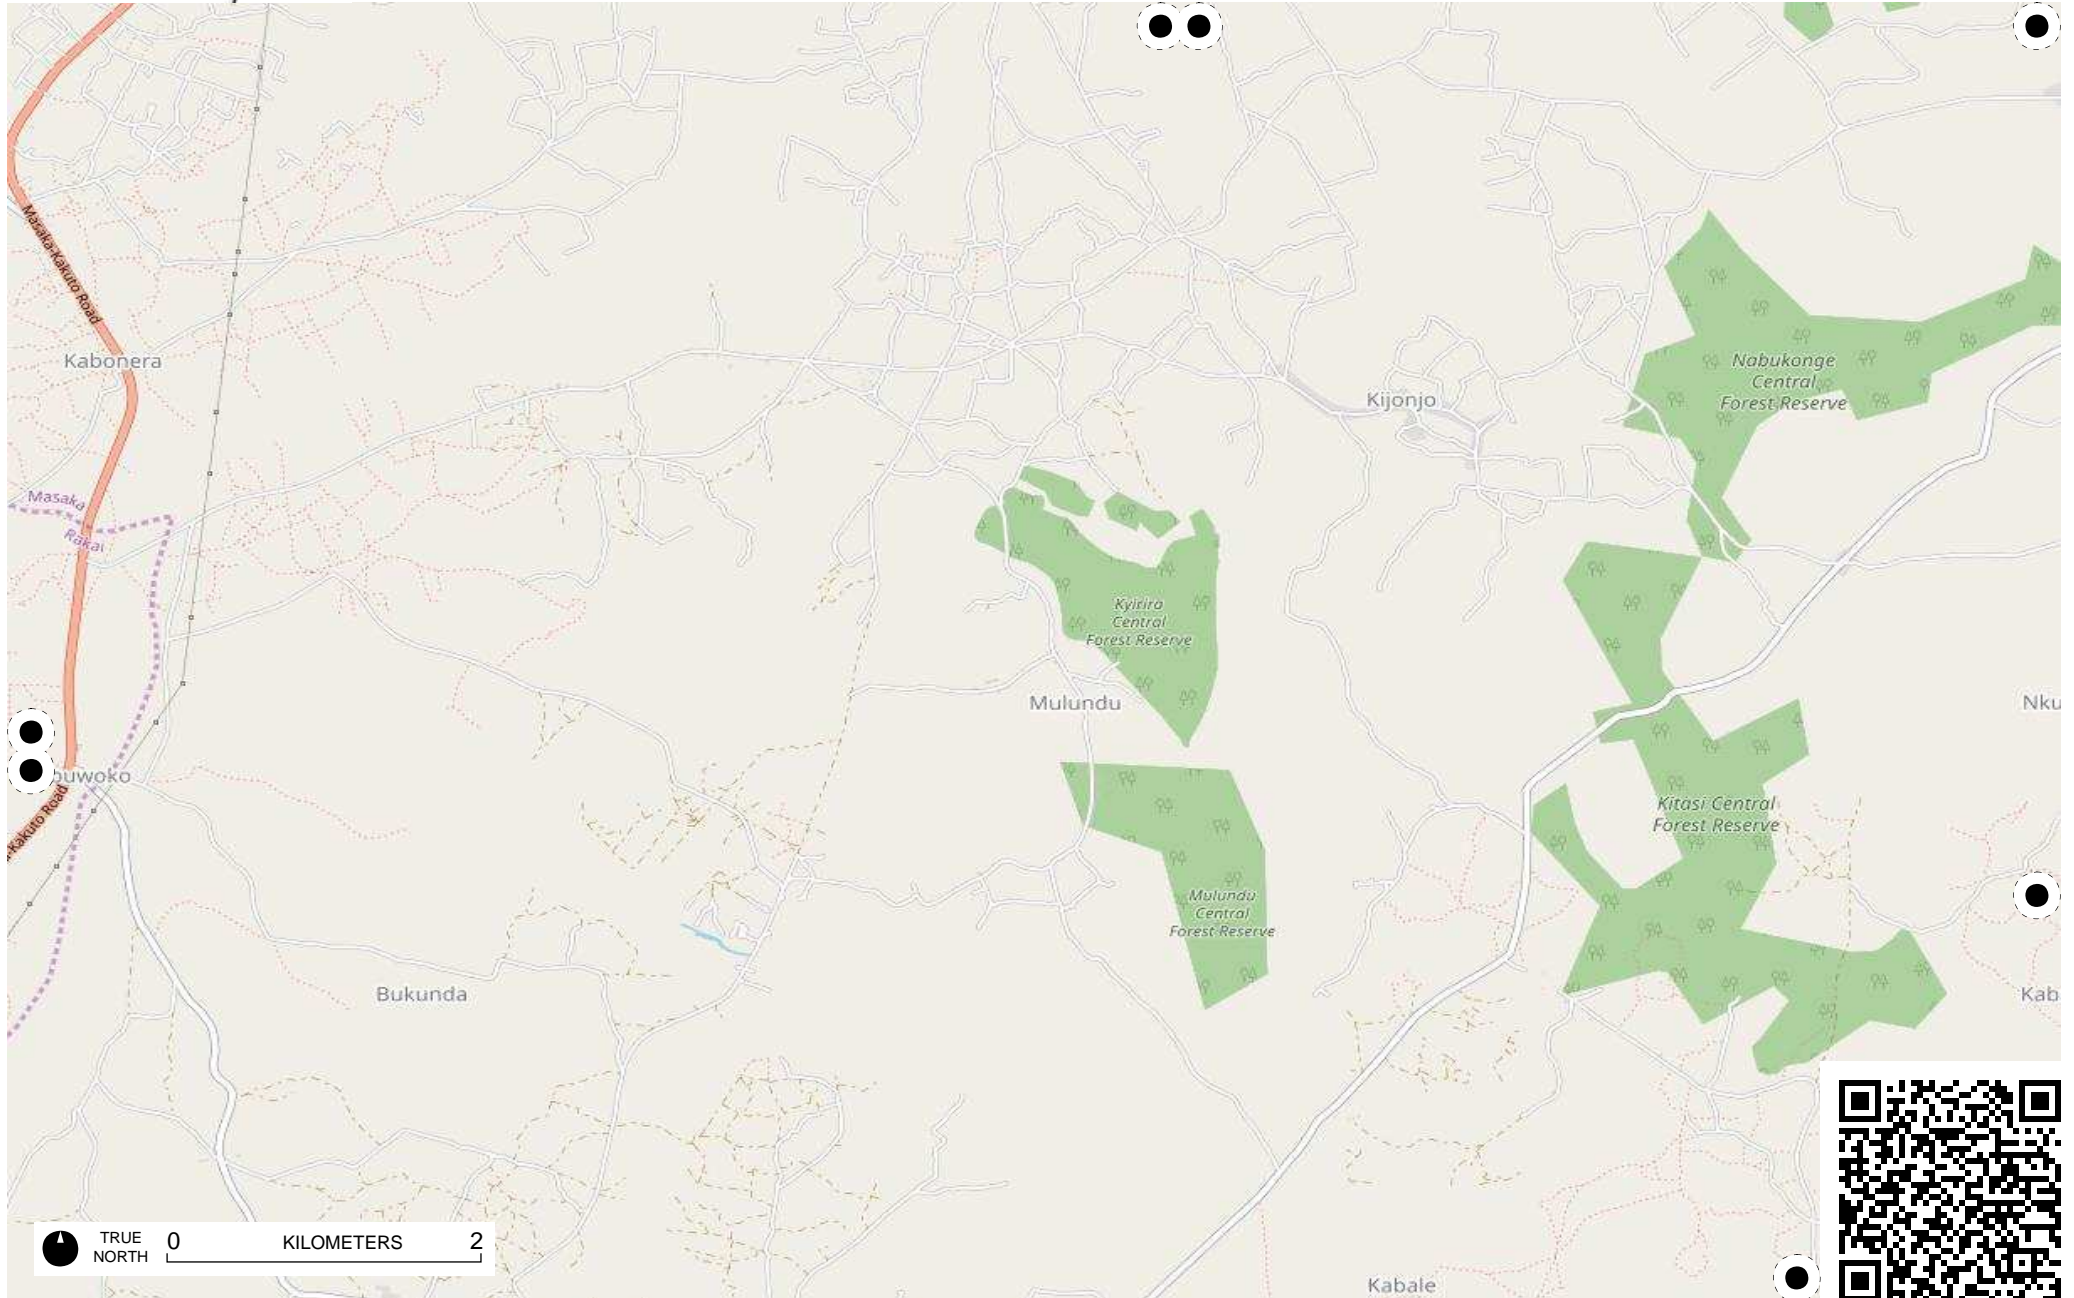 Masaka-Kakuto Road
Kabonera
Nabukonge
Central
Forest Reserve
Kijonjo
Masaka
Rakai
Kyirira
Central
Forest Reserve
Mulundu
Nku
buwoko
-Kakuto Road
Kitasi Central
Forest Reserve
Mulundu
Central
Forest Reserve
Bukunda
Kab
TRUE
NORTH
0 KILOMETERS 2
Kabale